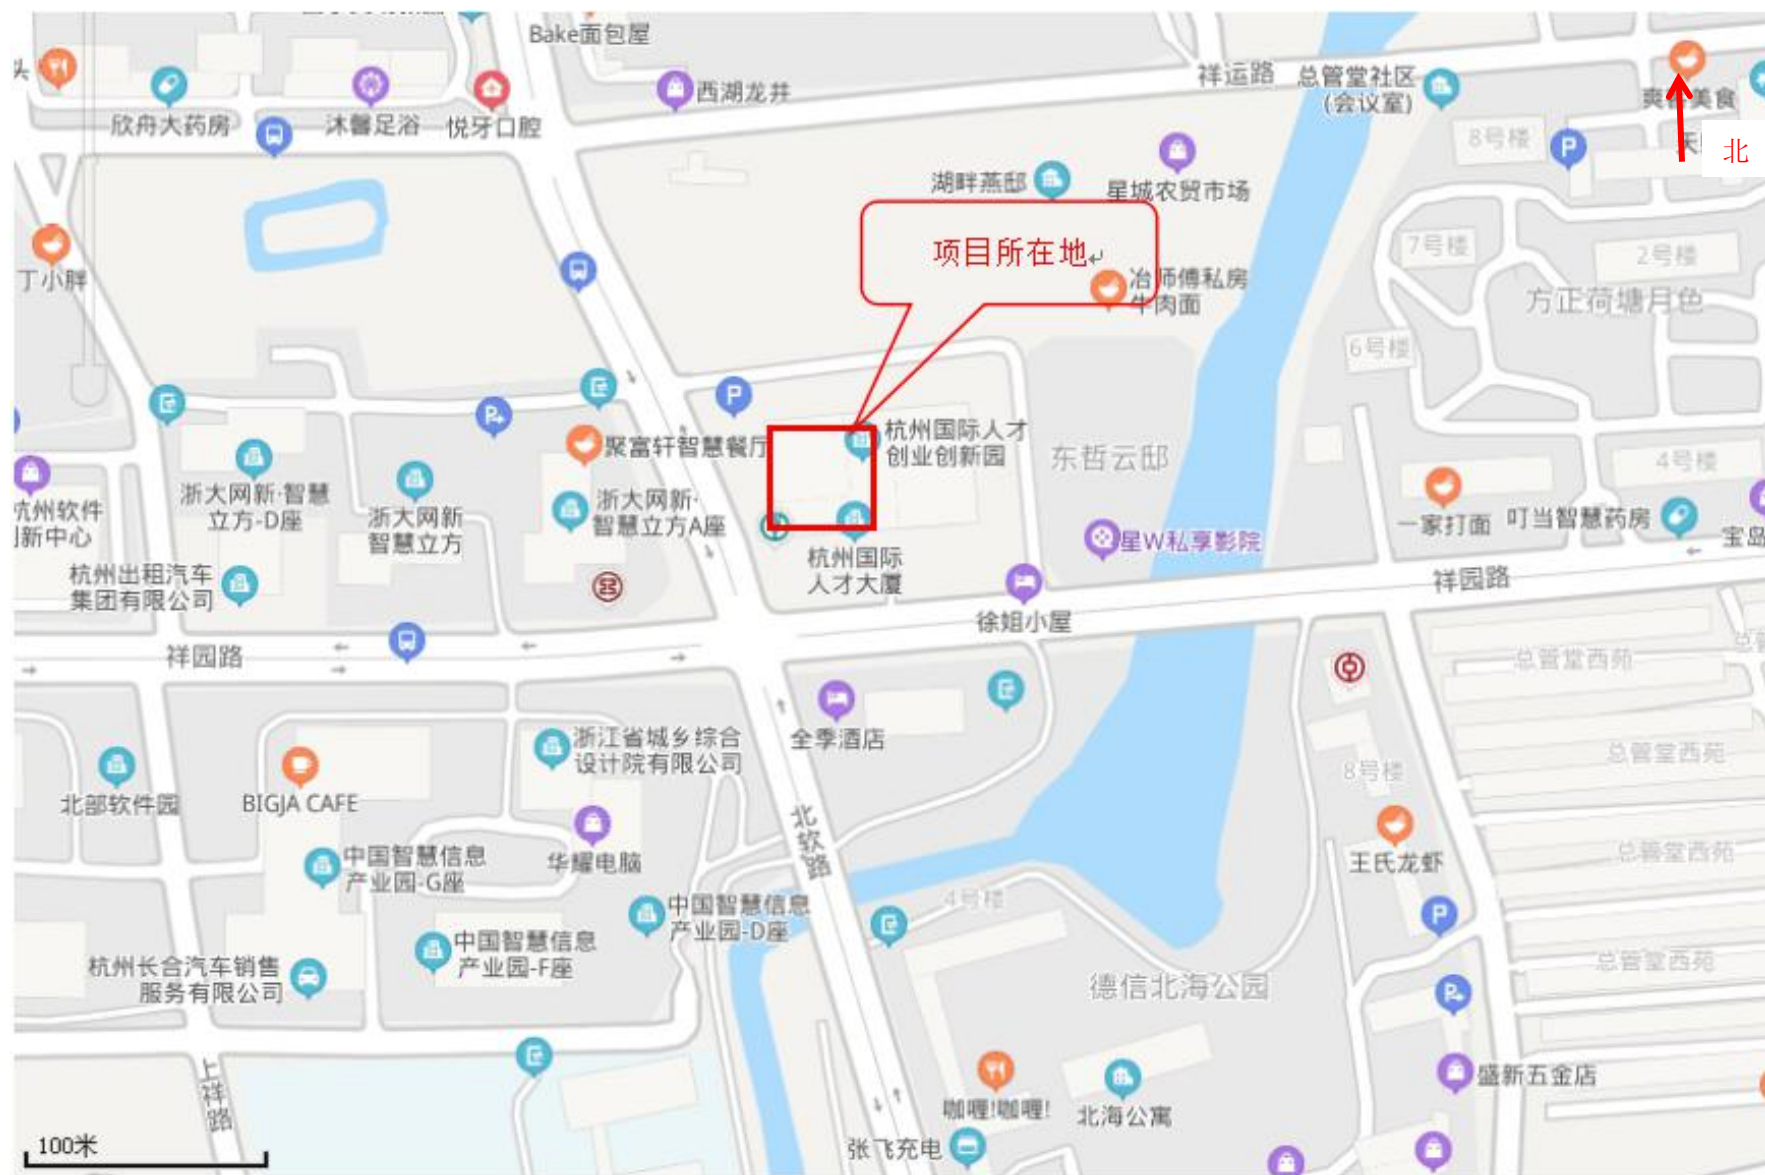 Bake面包屋
西湖龙井
祥运路
总管堂社区
(会议室)
头
欣舟大药房
沐馨足浴
悦牙口腔
爽
美食
8号楼
北
湖畔燕邸
星城农贸市场
丁小胖
项目所在地
冶师傅私房
牛肉面
7号楼
2号楼
方正荷塘月色
6号楼
聚富轩智慧餐厅
杭州国际人才
创业创新园
东哲云邸
4号楼
浙大网新·智慧
立方-D座
浙大网新
智慧立方
浙大网新·
智慧立方A座
杭州软件
创新中心
一家打面
叮当智慧药房
宝岛
星W私享影院
杭州国际
人才大厦
杭州出租汽车
集团有限公司
祥园路
徐姐小屋
祥园路
总管堂西苑
总管
全季酒店
浙江省城乡综合
设计院有限公司
总管堂西苑
8号楼
北部软件园
BIGJA CAFE
北软路
华耀电脑
中国智慧信息
产业园-G座
王氏龙虾
总管堂西苑
4号楼
中国智慧信息
产业园-D座
中国智慧信息
产业园-F座
杭州长合汽车销售
服务有限公司
德信北海公园
总管堂西苑
上祥路
盛新五金店
咖喱!咖喱!
北海公寓
100米
张飞充电